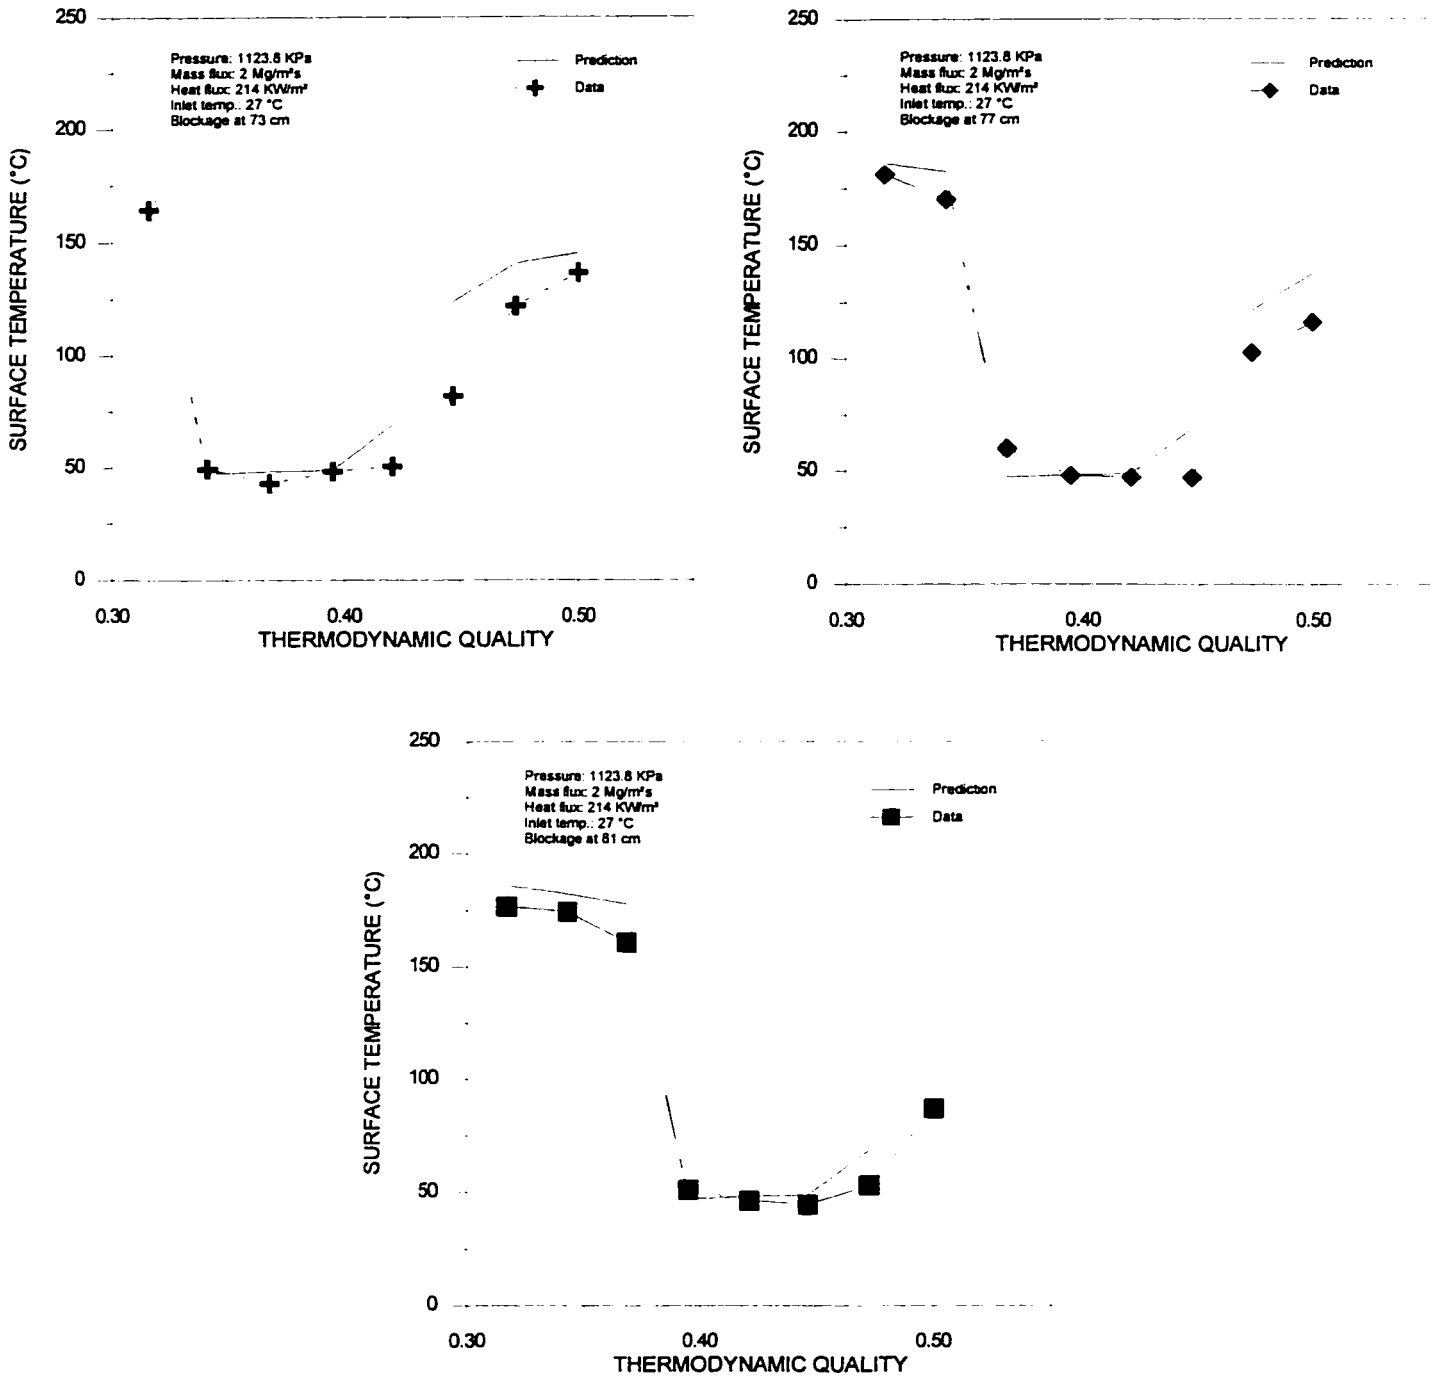 250
200
150
100
50
0
SURFACE TEMPERATURE (°C)
Pressure: 1123.8 KPa
Mass flux: 2 Mg/m²s
Heat flux: 214 KW/m²
Inlet temp.: 27 °C
Blockage at 73 cm
Prediction
Data
0.30 0.40 0.50
THERMODYNAMIC QUALITY
250
200
150
100
50
0
SURFACE TEMPERATURE (°C)
Pressure: 1123.8 KPa
Mass flux: 2 Mg/m²s
Heat flux: 214 KW/m²
Inlet temp.: 27 °C
Blockage at 77 cm
Prediction
Data
0.30 0.40 0.50
THERMODYNAMIC QUALITY
250
200
150
100
50
0
SURFACE TEMPERATURE (°C)
Pressure: 1123.8 KPa
Mass flux: 2 Mg/m²s
Heat flux: 214 KW/m²
Inlet temp.: 27 °C
Blockage at 81 cm
Prediction
Data
0.30 0.40 0.50
THERMODYNAMIC QUALITY